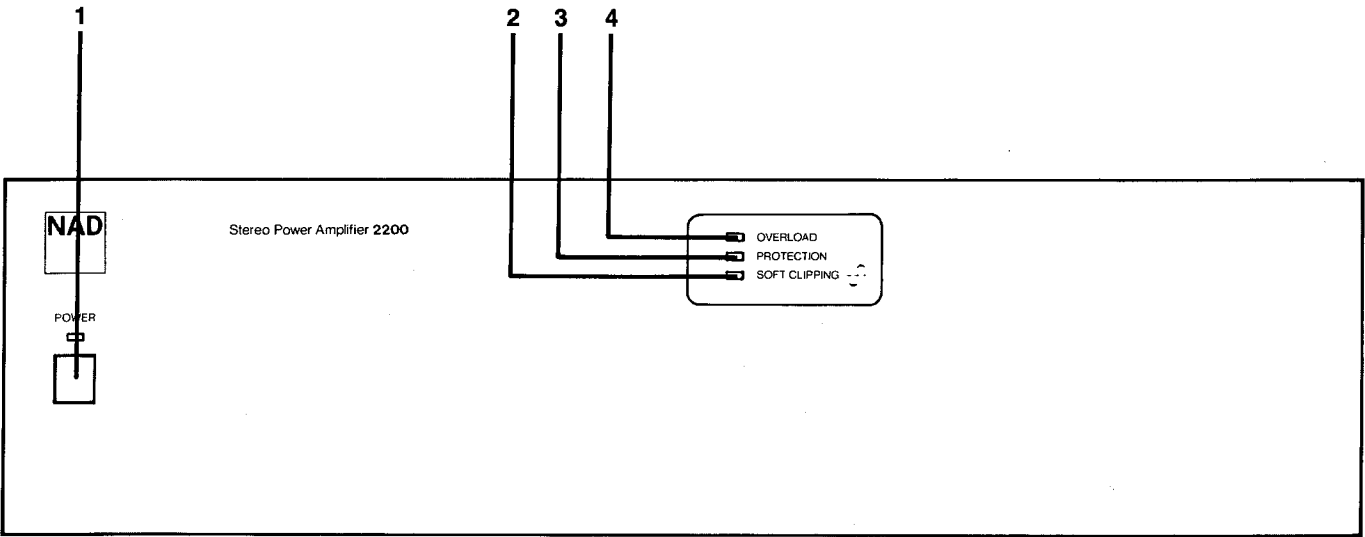 1 2 3 4
NAD
Stereo Power Amplifier 2200
OVERLOAD
PROTECTION
SOFT CLIPPING
POWER